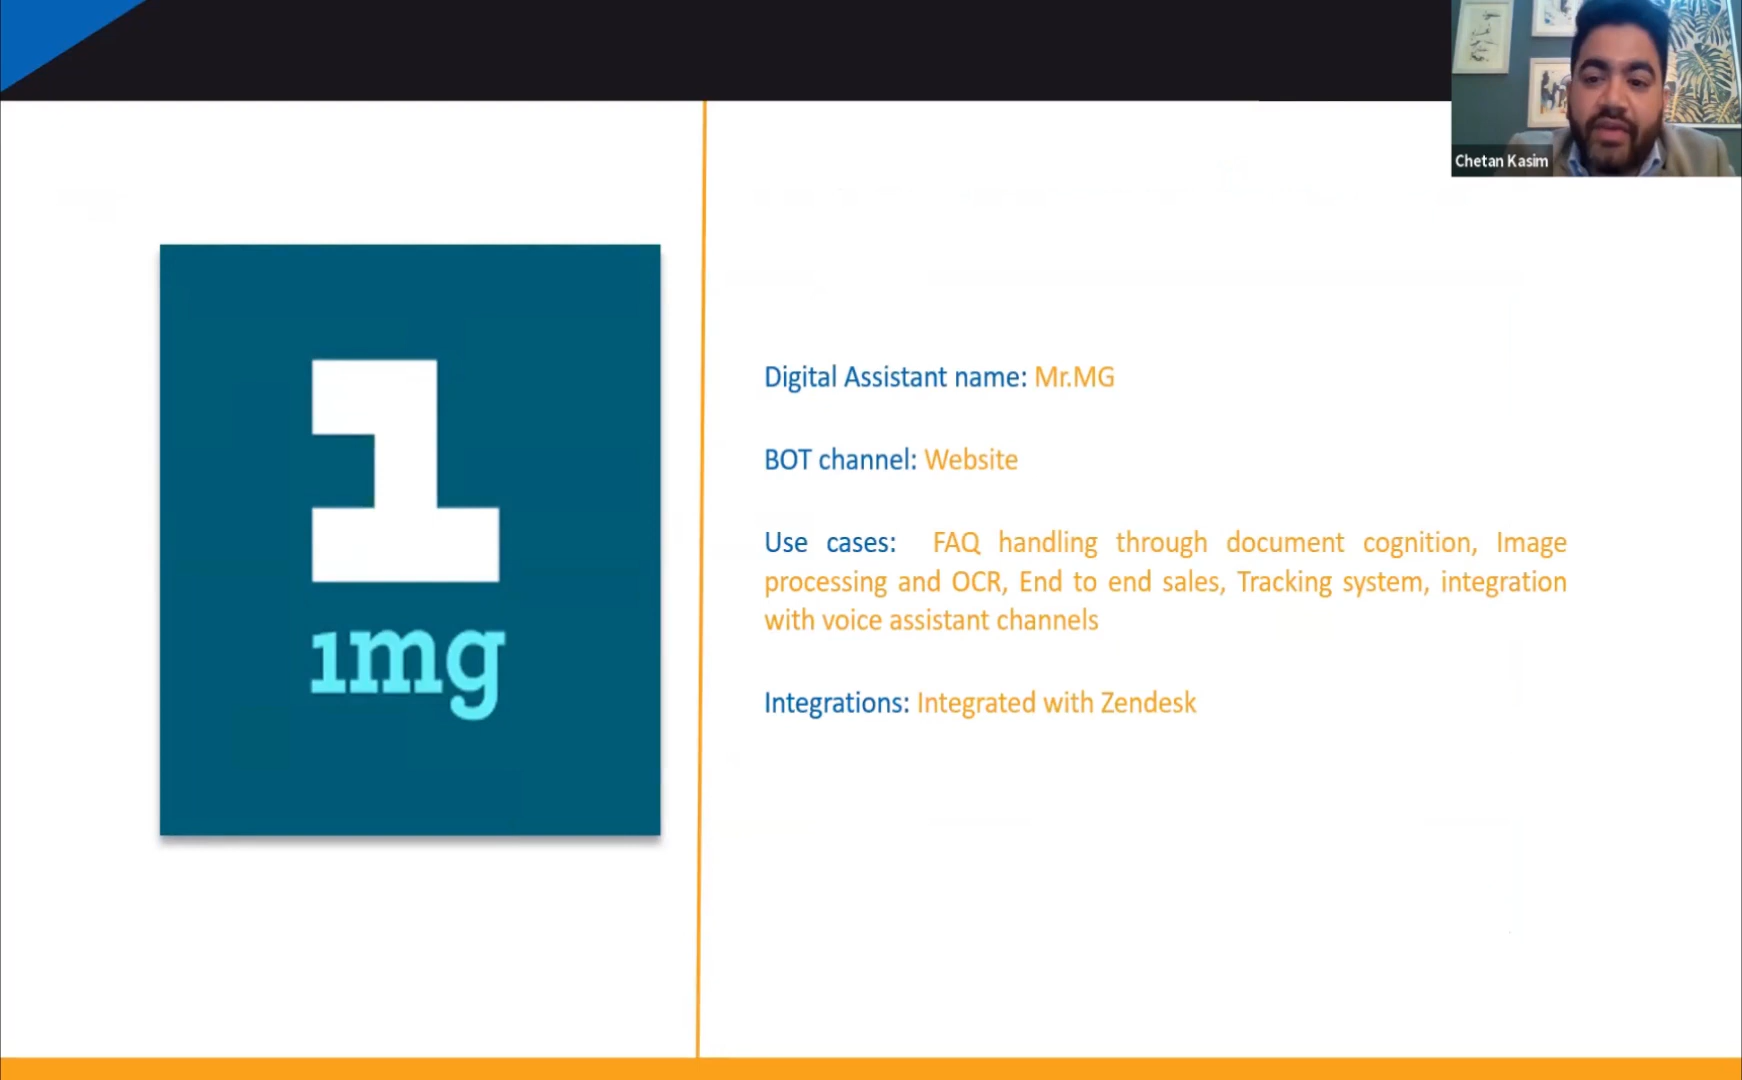 Chetan Kasim
1
1mg
Digital Assistant name: Mr.MG
BOT channel: Website
Use cases: FAQ handling through document cognition, Image
processing and OCR, End to end sales, Tracking system, integration
with voice assistant channels
Integrations: Integrated with Zendesk